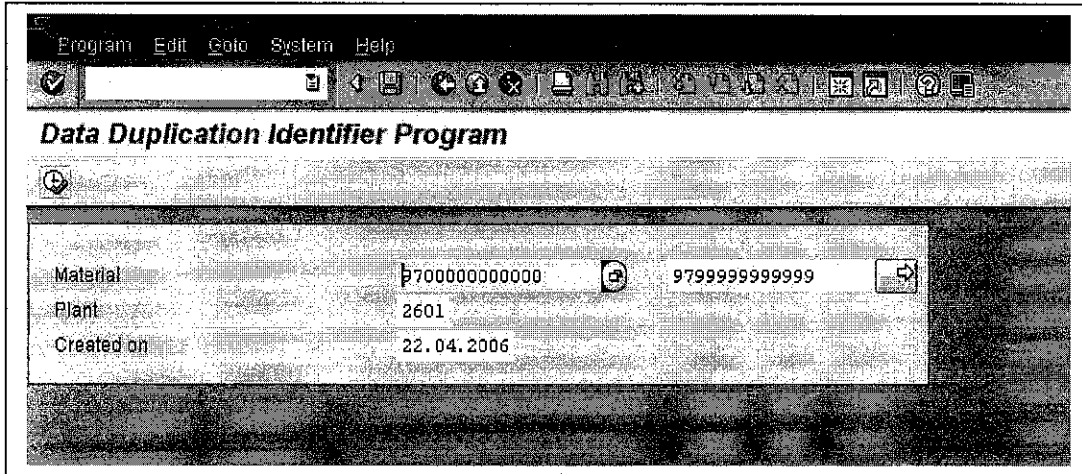 Program Edit Goto System Help
Data Duplication Identifier Program
Material 9700000000000 9799999999999
Plant 2601
Created on 22.04.2006